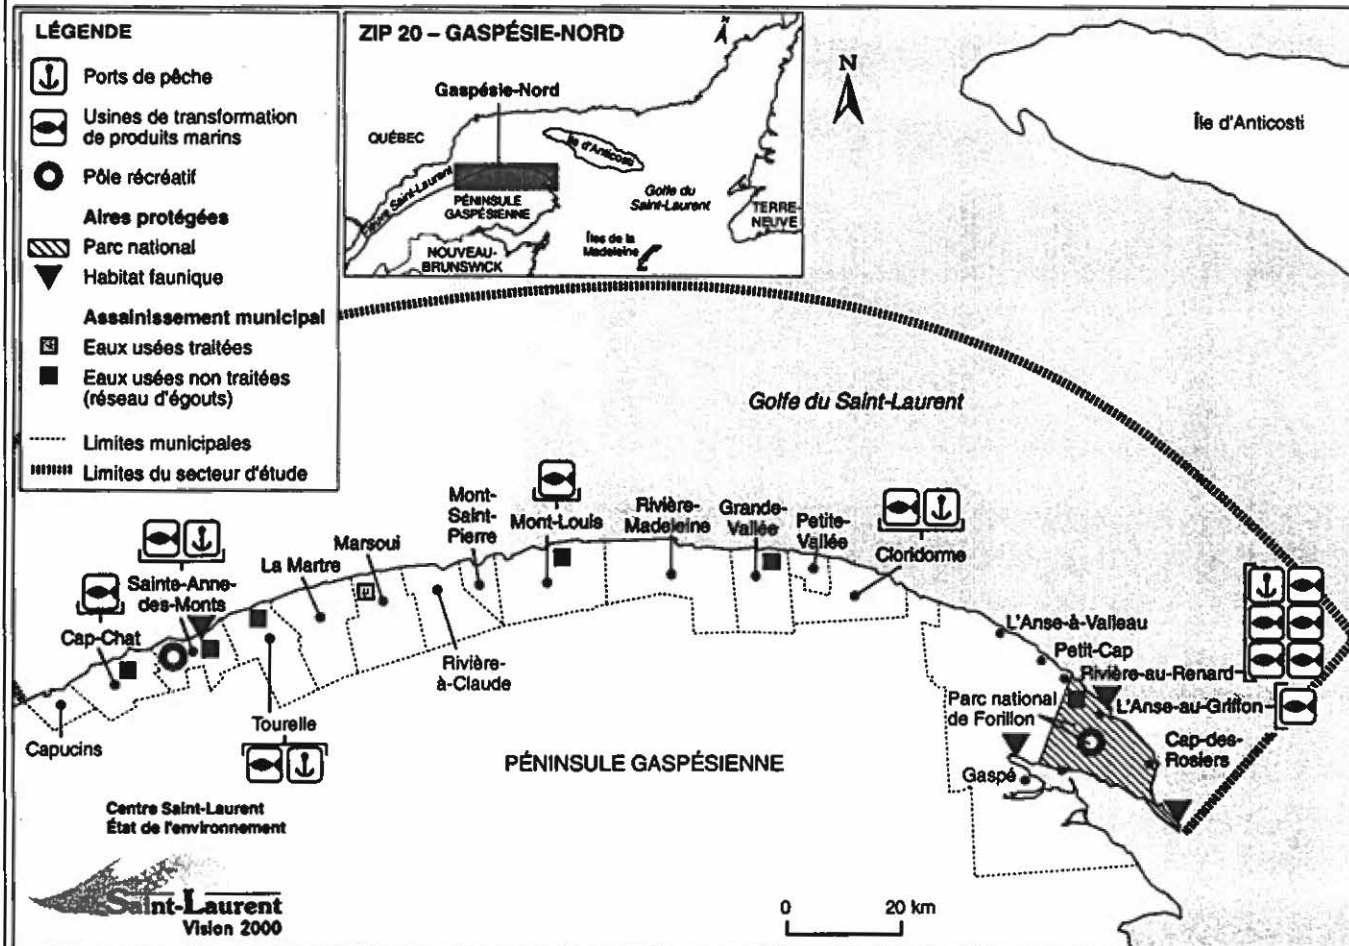 LÉGENDE
Ports de pêche
Usines de transformation
de produits marins
Pôle récréatif
Aires protégées
Parc national
Habitat faunique
Assainissement municipal
Eaux usées traitées
Eaux usées non traitées
(réseau d'égouts)
Limites municipales
Limites du secteur d'étude
ZIP 20 – GASPÉSIE-NORD
Gaspésie-Nord
QUÉBEC
Île d'Anticosti
Fleuve Saint-Laurent
Golfe du
Saint-Laurent
PÉNINSULE
GASPÉSIENNE
TERRE-
NEUVE
Îles de la
Madeleine
NOUVEAU-
BRUNSWICK
N
Île d'Anticosti
Golfe du Saint-Laurent
Capucins
Cap-Chat
Sainte-Anne-
des-Monts
Tourelle
La Martre
Marsoui
Rivière-
à-Claude
Mont-
Saint-
Pierre
Mont-Louis
Rivière-
Madeleine
Grande-
Vallée
Petite-
Vallée
Cloridorme
L'Anse-à-Valleau
Petit-Cap
Rivière-au-Renard
L'Anse-au-Griffon
Parc national
de Forillon
Cap-des-
Rosiers
Gaspé
PÉNINSULE GASPÉSIENNE
Centre Saint-Laurent
État de l'environnement
Saint-Laurent
Vision 2000
0 20 km